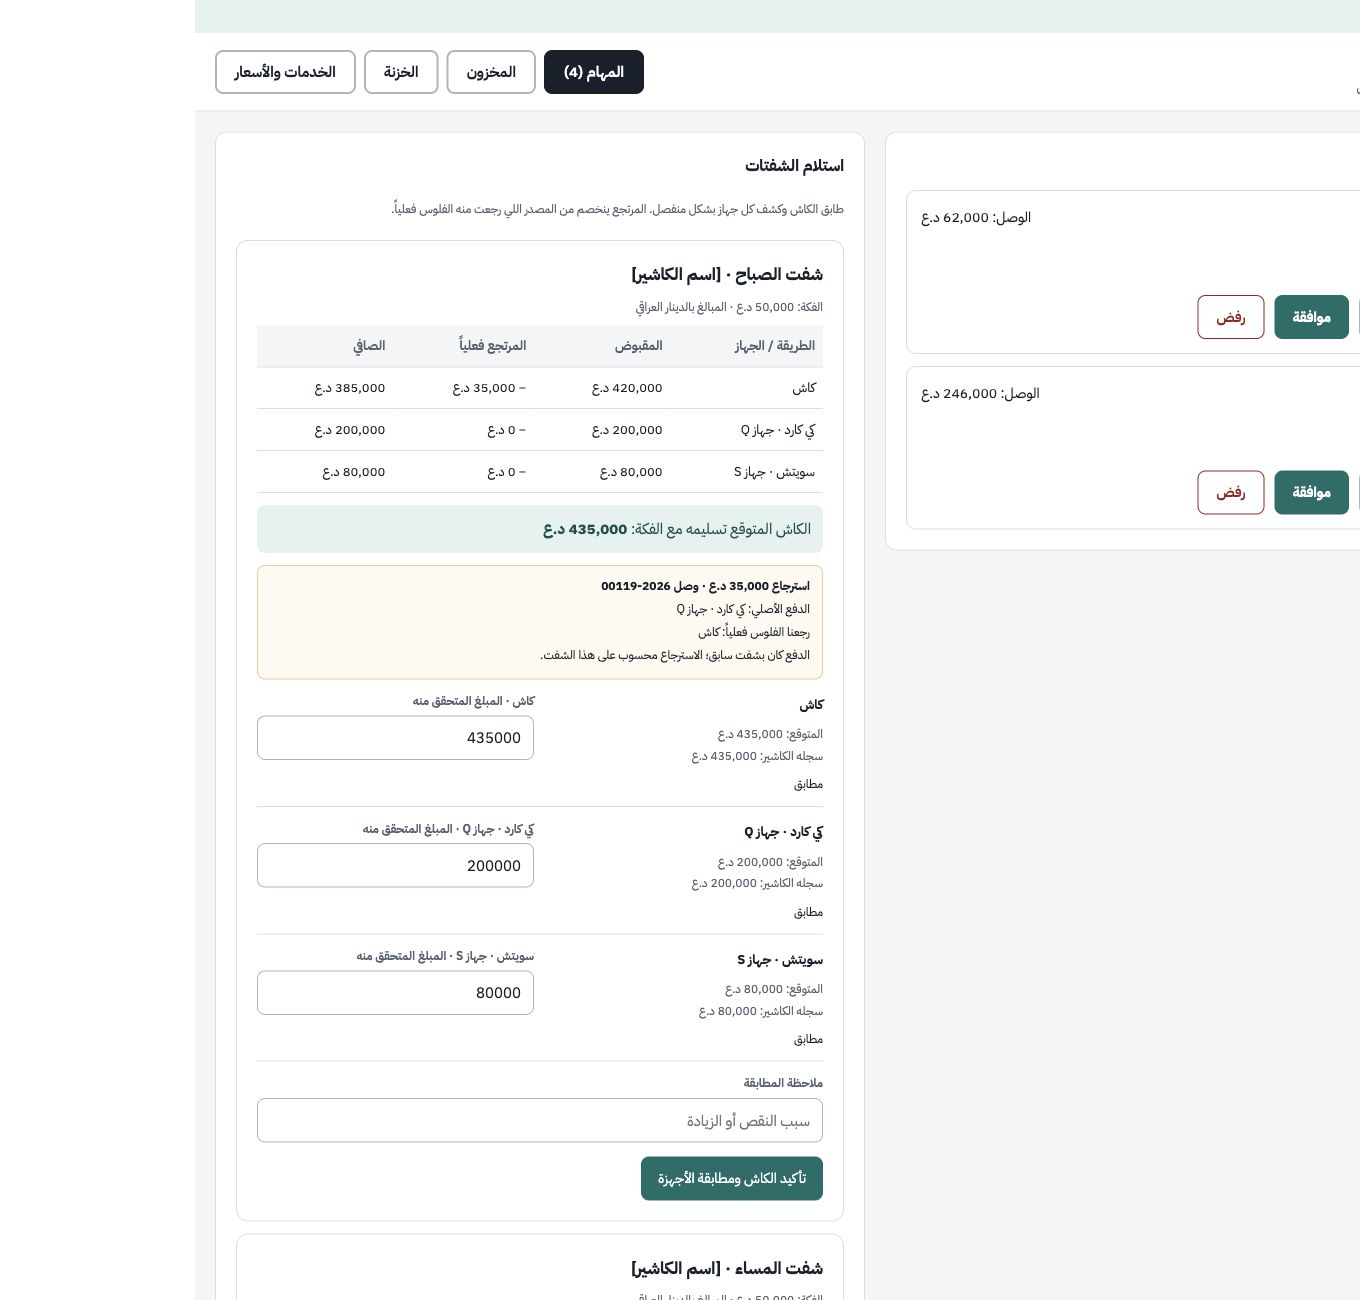 المهام (4)
المخزون
الخزنة
الخدمات والأسعار
الوصل: 62,000 د.ع
موافقة
رفض
الوصل: 246,000 د.ع
موافقة
رفض
استلام الشفتات
طابق الكاش وكشف كل جهاز بشكل منفصل. المرتجع ينخصم من المصدر اللي رجعت منه الفلوس فعلياً.
شفت الصباح · [اسم الكاشير]
الفكة: 50,000 د.ع · المبالغ بالدينار العراقي
الطريقة / الجهاز المقبوض المرتجع فعلياً الصافي
كاش 420,000 د.ع − 35,000 د.ع 385,000 د.ع
كي كارد · جهاز Q 200,000 د.ع − 0 د.ع 200,000 د.ع
سويتش · جهاز S 80,000 د.ع − 0 د.ع 80,000 د.ع
الكاش المتوقع تسليمه مع الفكة: 435,000 د.ع
استرجاع 35,000 د.ع · وصل 2026-00119
الدفع الأصلي: كي كارد · جهاز Q
رجعنا الفلوس فعلياً: كاش
الدفع كان بشفت سابق؛ الاسترجاع محسوب على هذا الشفت.
كاش
المتوقع: 435,000 د.ع
سجله الكاشير: 435,000 د.ع
مطابق
كاش · المبلغ المتحقق منه
435000
كي كارد · جهاز Q
المتوقع: 200,000 د.ع
سجله الكاشير: 200,000 د.ع
مطابق
كي كارد · جهاز Q · المبلغ المتحقق منه
200000
سويتش · جهاز S
المتوقع: 80,000 د.ع
سجله الكاشير: 80,000 د.ع
مطابق
سويتش · جهاز S · المبلغ المتحقق منه
80000
ملاحظة المطابقة
سبب النقص أو الزيادة
تأكيد الكاش ومطابقة الأجهزة
شفت المساء · [اسم الكاشير]
الفكة: 50,000 د.ع · المبالغ بالدينار العراقي